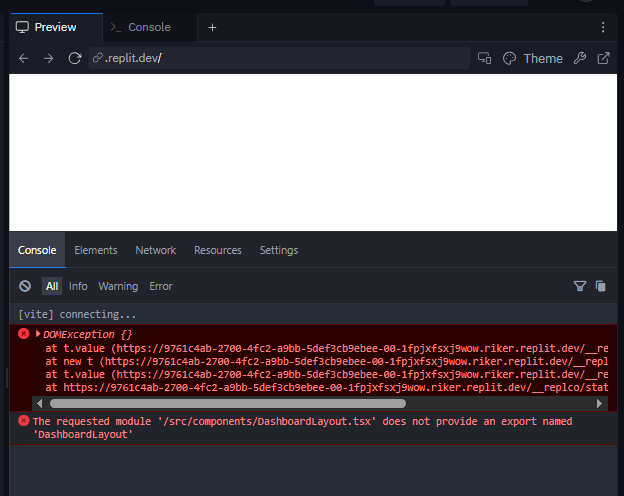 Preview
Console
.replit.dev/
Theme
Console Elements Network Resources Settings
All Info Warning Error
[vite] connecting...
DOMException {}
at t.value (https://9761c4ab-2700-4fc2-a9bb-5def3cb9ebee-00-1fpjxfsxj9wow.riker.replit.dev/__re
at new t (https://9761c4ab-2700-4fc2-a9bb-5def3cb9ebee-00-1fpjxfsxj9wow.riker.replit.dev/__repl
at t.value (https://9761c4ab-2700-4fc2-a9bb-5def3cb9ebee-00-1fpjxfsxj9wow.riker.replit.dev/__re
at https://9761c4ab-2700-4fc2-a9bb-5def3cb9ebee-00-1fpjxfsxj9wow.riker.replit.dev/__replco/stat
The requested module '/src/components/DashboardLayout.tsx' does not provide an export named
'DashboardLayout'